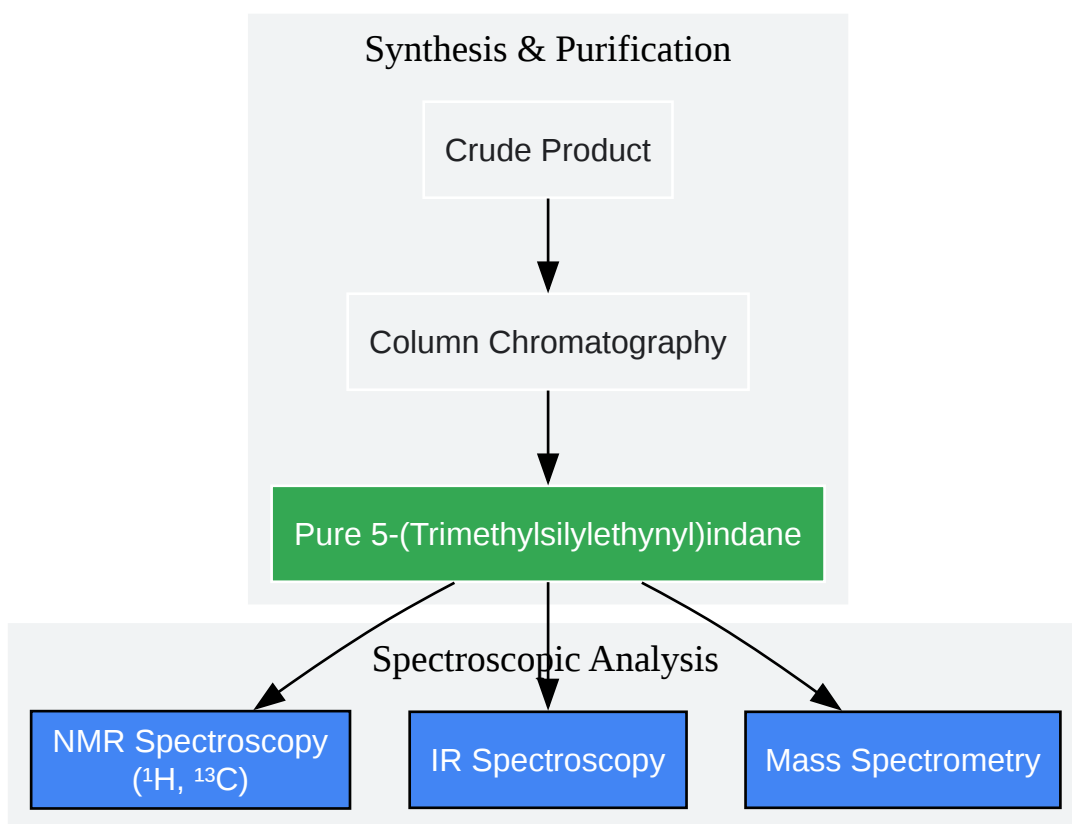 Synthesis & Purification
Crude Product
Column Chromatography
Pure 5-(Trimethylsilylethynyl)indane
Spectroscopic Analysis
NMR Spectroscopy
(¹H, ¹³C)
IR Spectroscopy
Mass Spectrometry